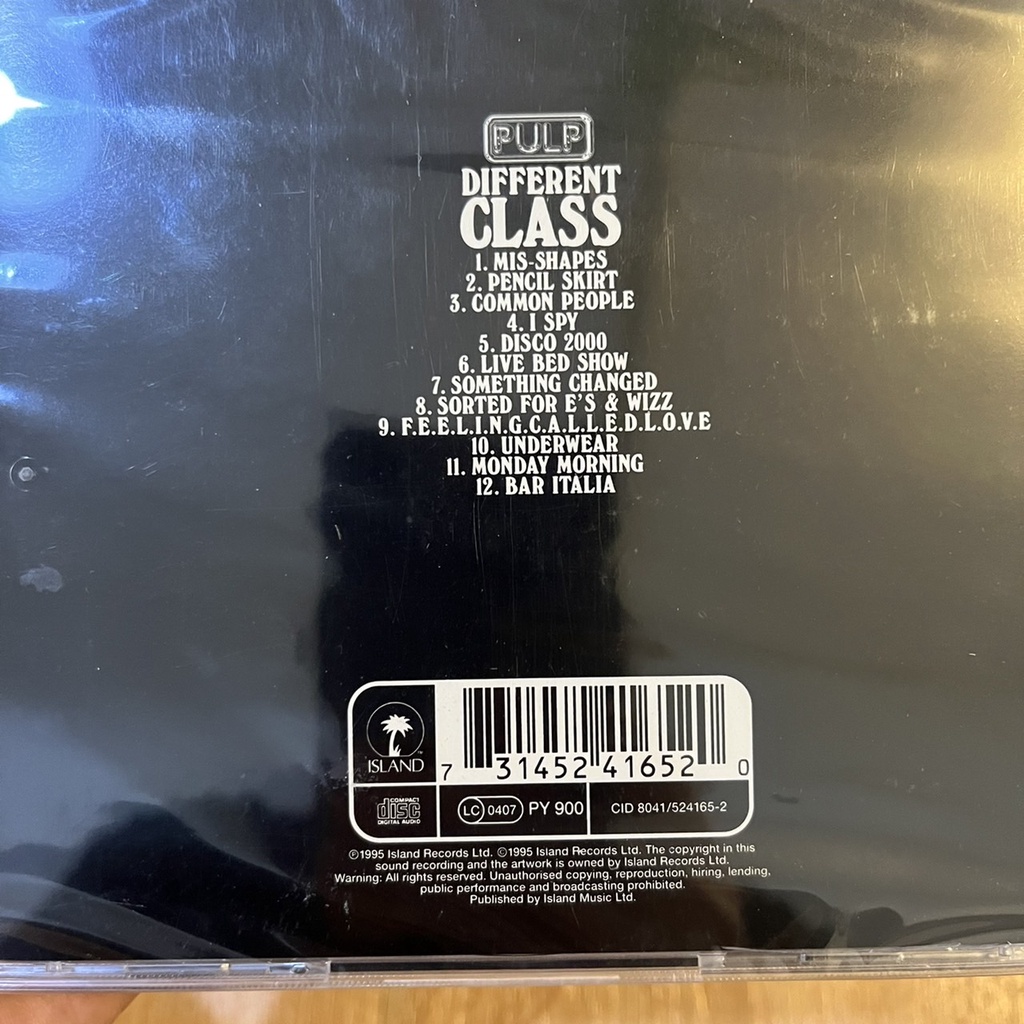 PULP
DIFFERENT
CLASS
1. MIS-SHAPES
2. PENCIL SKIRT
3. COMMON PEOPLE
4. I SPY
5. DISCO 2000
6. LIVE BED SHOW
7. SOMETHING CHANGED
8. SORTED FOR E'S & WIZZ
9. F.E.E.L.I.N.G.C.A.L.L.E.D.L.O.V.E
10. UNDERWEAR
11. MONDAY MORNING
12. BAR ITALIA
ISLAND™
7 31452 41652 0
COMPACT
disc
DIGITAL AUDIO
LC 0407 PY 900
CID 8041/524165-2
℗1995 Island Records Ltd. ©1995 Island Records Ltd. The copyright in this
sound recording and the artwork is owned by Island Records Ltd.
Warning: All rights reserved. Unauthorised copying, reproduction, hiring, lending,
public performance and broadcasting prohibited.
Published by Island Music Ltd.